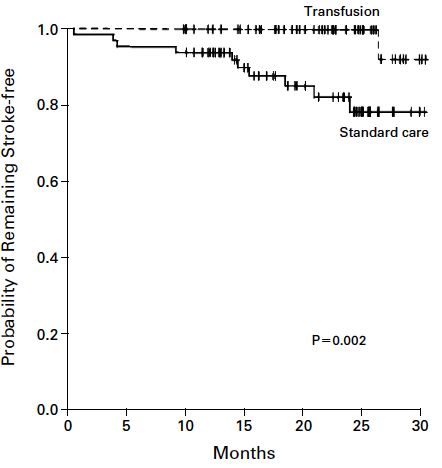 Transfusion
1.0
0.8
Standard care
0.6
0.4
0.2
P=0.002
0.0
0 5 10 15 20 25 30
Months
Probability of Remaining Stroke-free